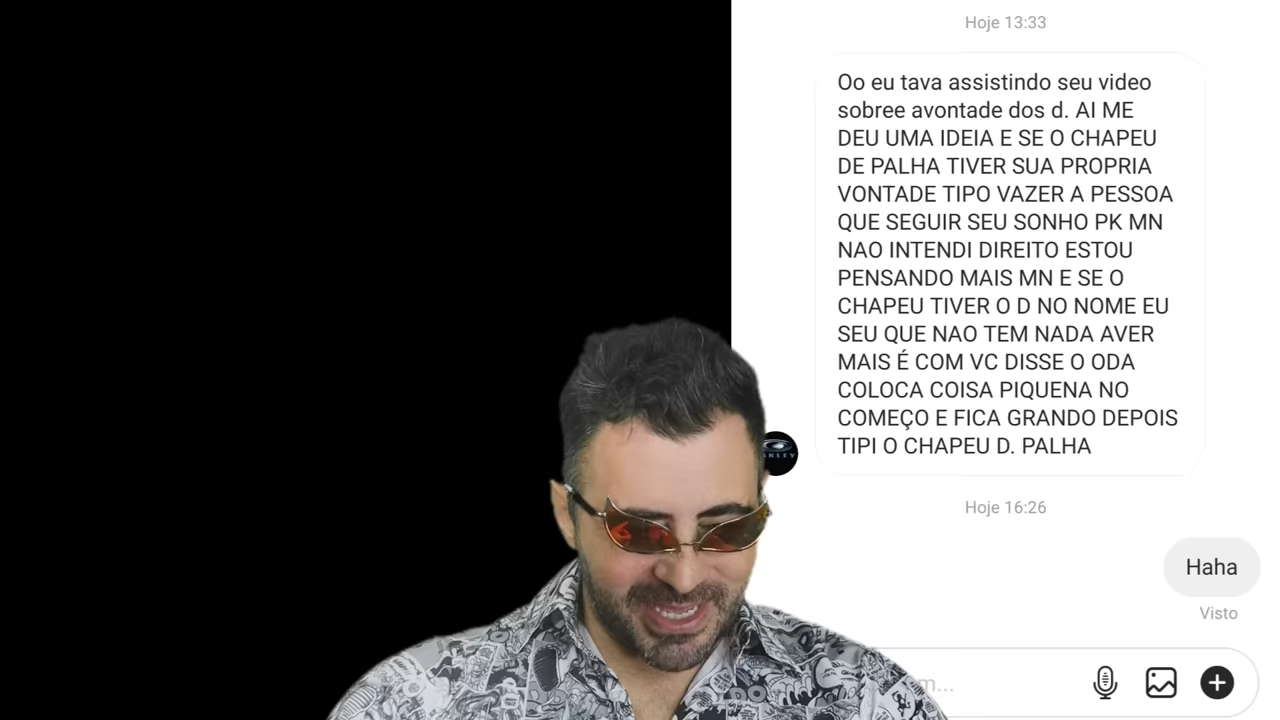 Hoje 13:33
Oo eu tava assistindo seu video
sobree avontade dos d. AI ME
DEU UMA IDEIA E SE O CHAPEU
DE PALHA TIVER SUA PROPRIA
VONTADE TIPO VAZER A PESSOA
QUE SEGUIR SEU SONHO PK MN
NAO INTENDI DIREITO ESTOU
PENSANDO MAIS MN E SE O
CHAPEU TIVER O D NO NOME EU
SEU QUE NAO TEM NADA AVER
MAIS É COM VC DISSE O ODA
COLOCA COISA PIQUENA NO
COMEÇO E FICA GRANDO DEPOIS
TIPI O CHAPEU D. PALHA
Hoje 16:26
Haha
Visto